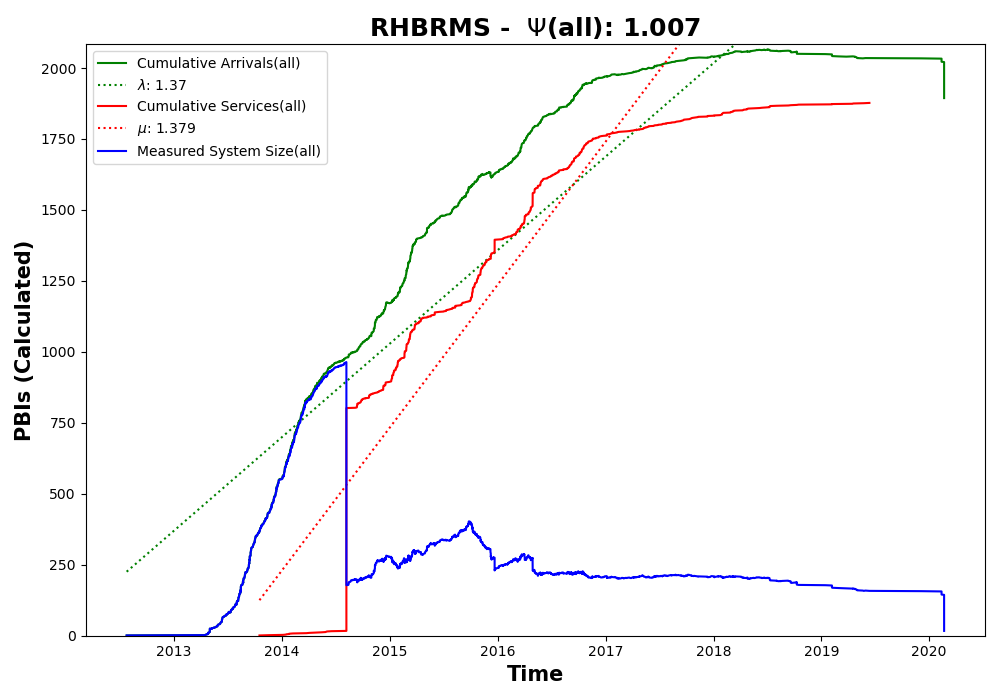 RHBRMS -  Ψ(all): 1.007
Cumulative Arrivals(all)
λ: 1.37
Cumulative Services(all)
μ: 1.379
Measured System Size(all)
PBIs (Calculated)
2000
1750
1500
1250
1000
750
500
250
0
2013 2014 2015 2016 2017 2018 2019 2020
Time